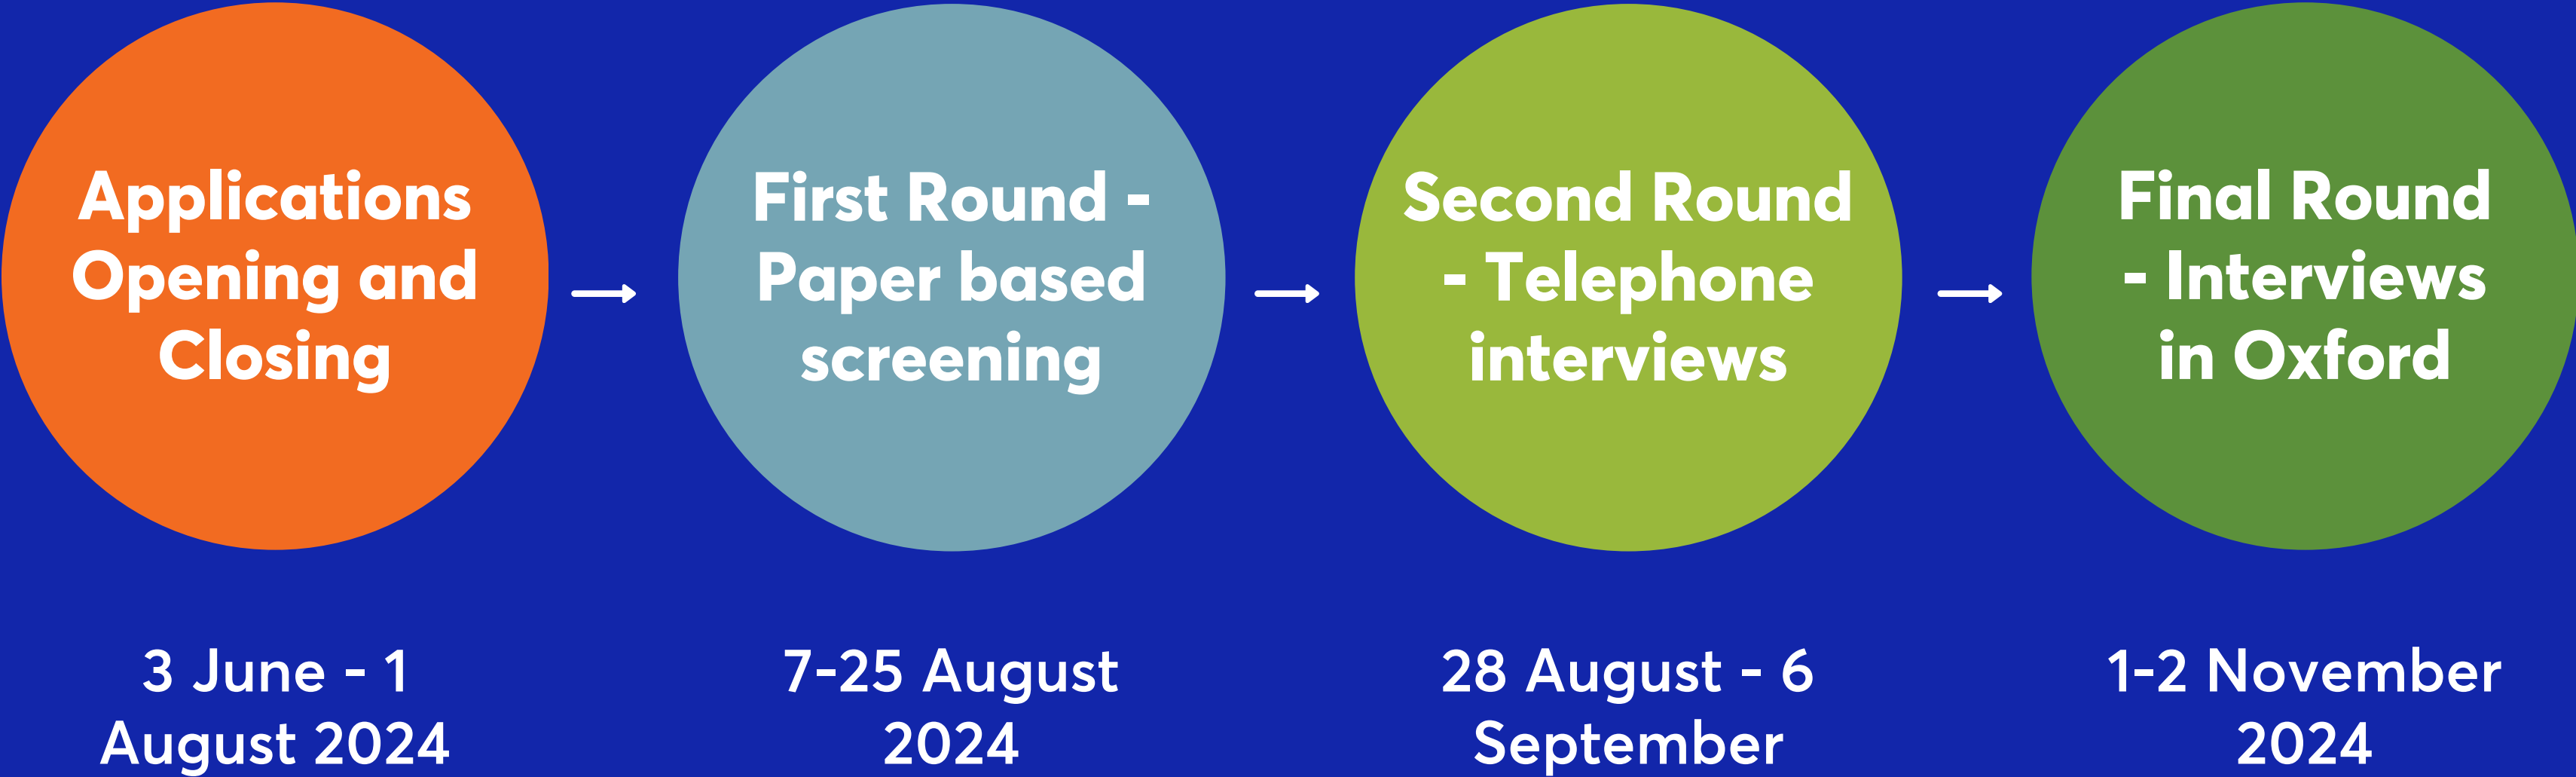 Applications
Opening and
Closing
3 June - 1
August 2024
First Round -
Paper based
screening
7-25 August
2024
Second Round
- Telephone
interviews
28 August - 6
September
Final Round
- Interviews
in Oxford
1-2 November
2024